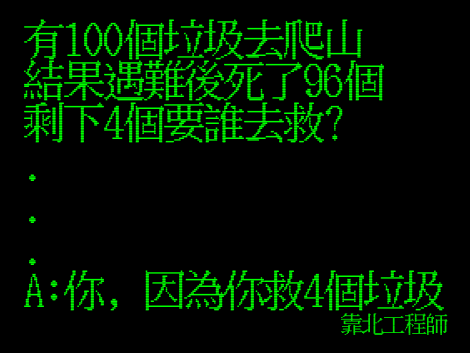 有100個垃圾去爬山
結果遇難後死了96個
剩下4個要誰去救?
.
.
.
A:你, 因為你救4個垃圾
靠北工程師